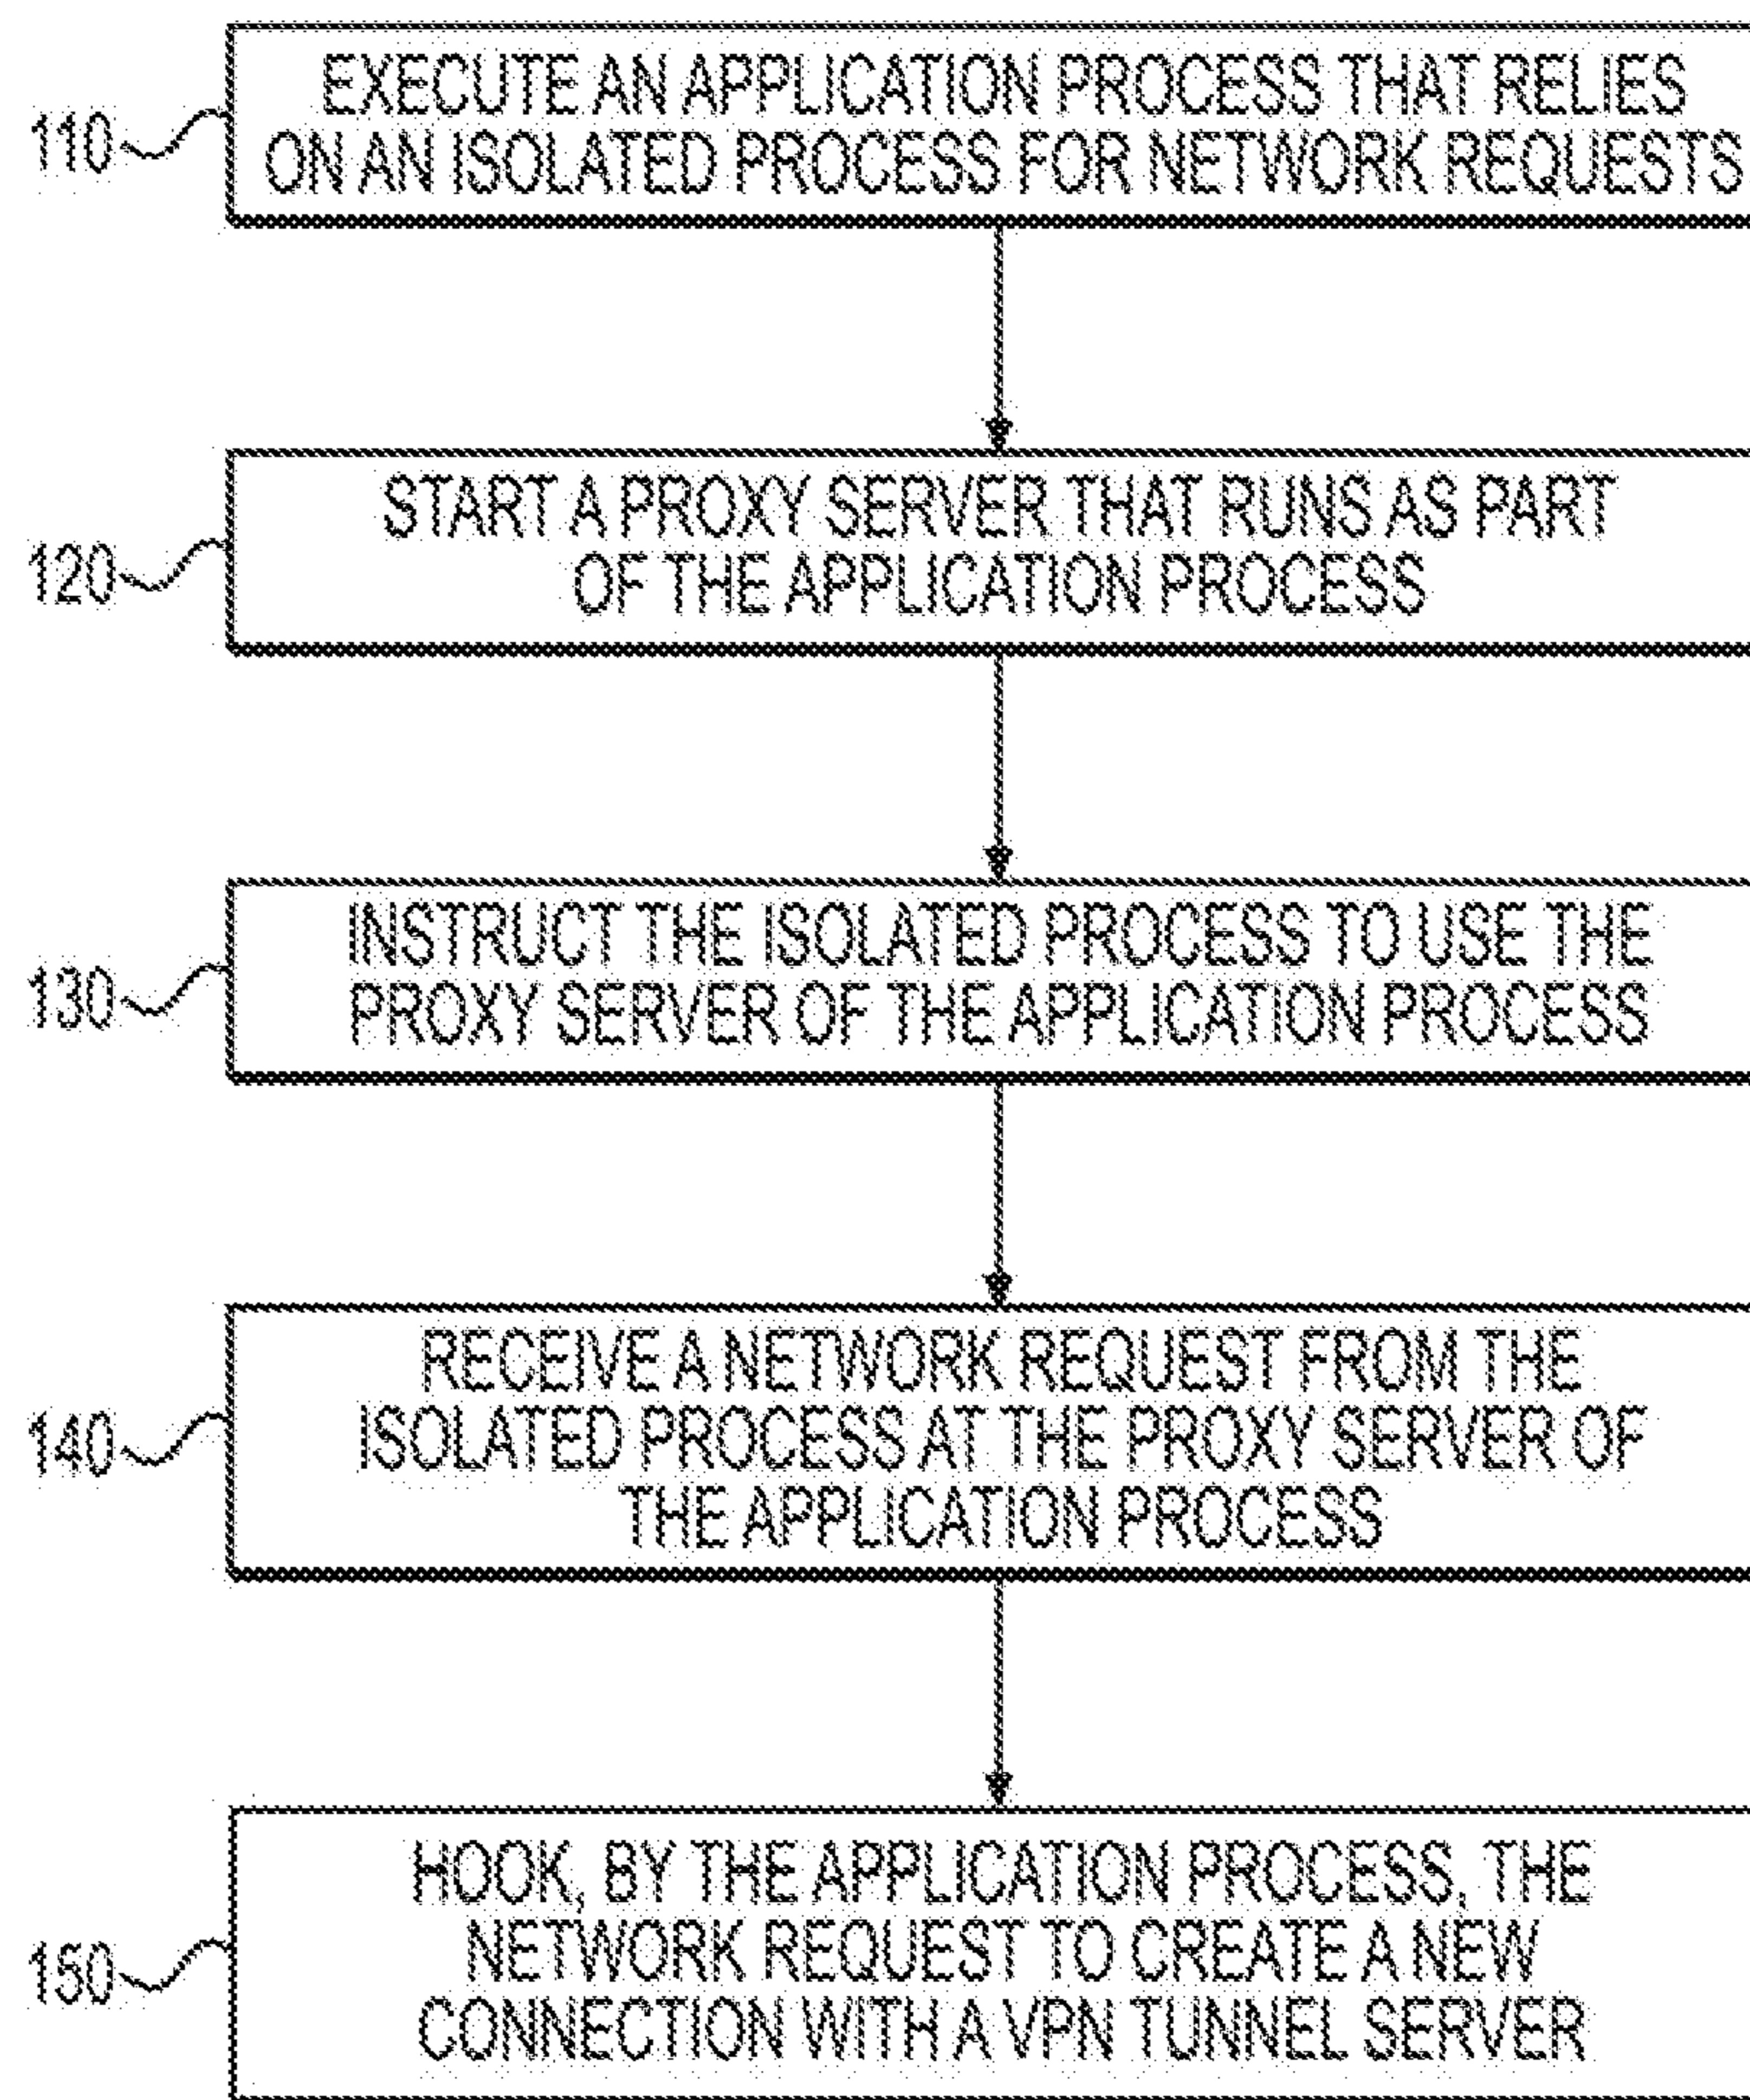 110
EXECUTE AN APPLICATION PROCESS THAT RELIES
ON AN ISOLATED PROCESS FOR NETWORK REQUESTS
120
START A PROXY SERVER THAT RUNS AS PART
OF THE APPLICATION PROCESS
130
INSTRUCT THE ISOLATED PROCESS TO USE THE
PROXY SERVER OF THE APPLICATION PROCESS
140
RECEIVE A NETWORK REQUEST FROM THE
ISOLATED PROCESS AT THE PROXY SERVER OF
THE APPLICATION PROCESS
150
HOOK, BY THE APPLICATION PROCESS, THE
NETWORK REQUEST TO CREATE A NEW
CONNECTION WITH A VPN TUNNEL SERVER